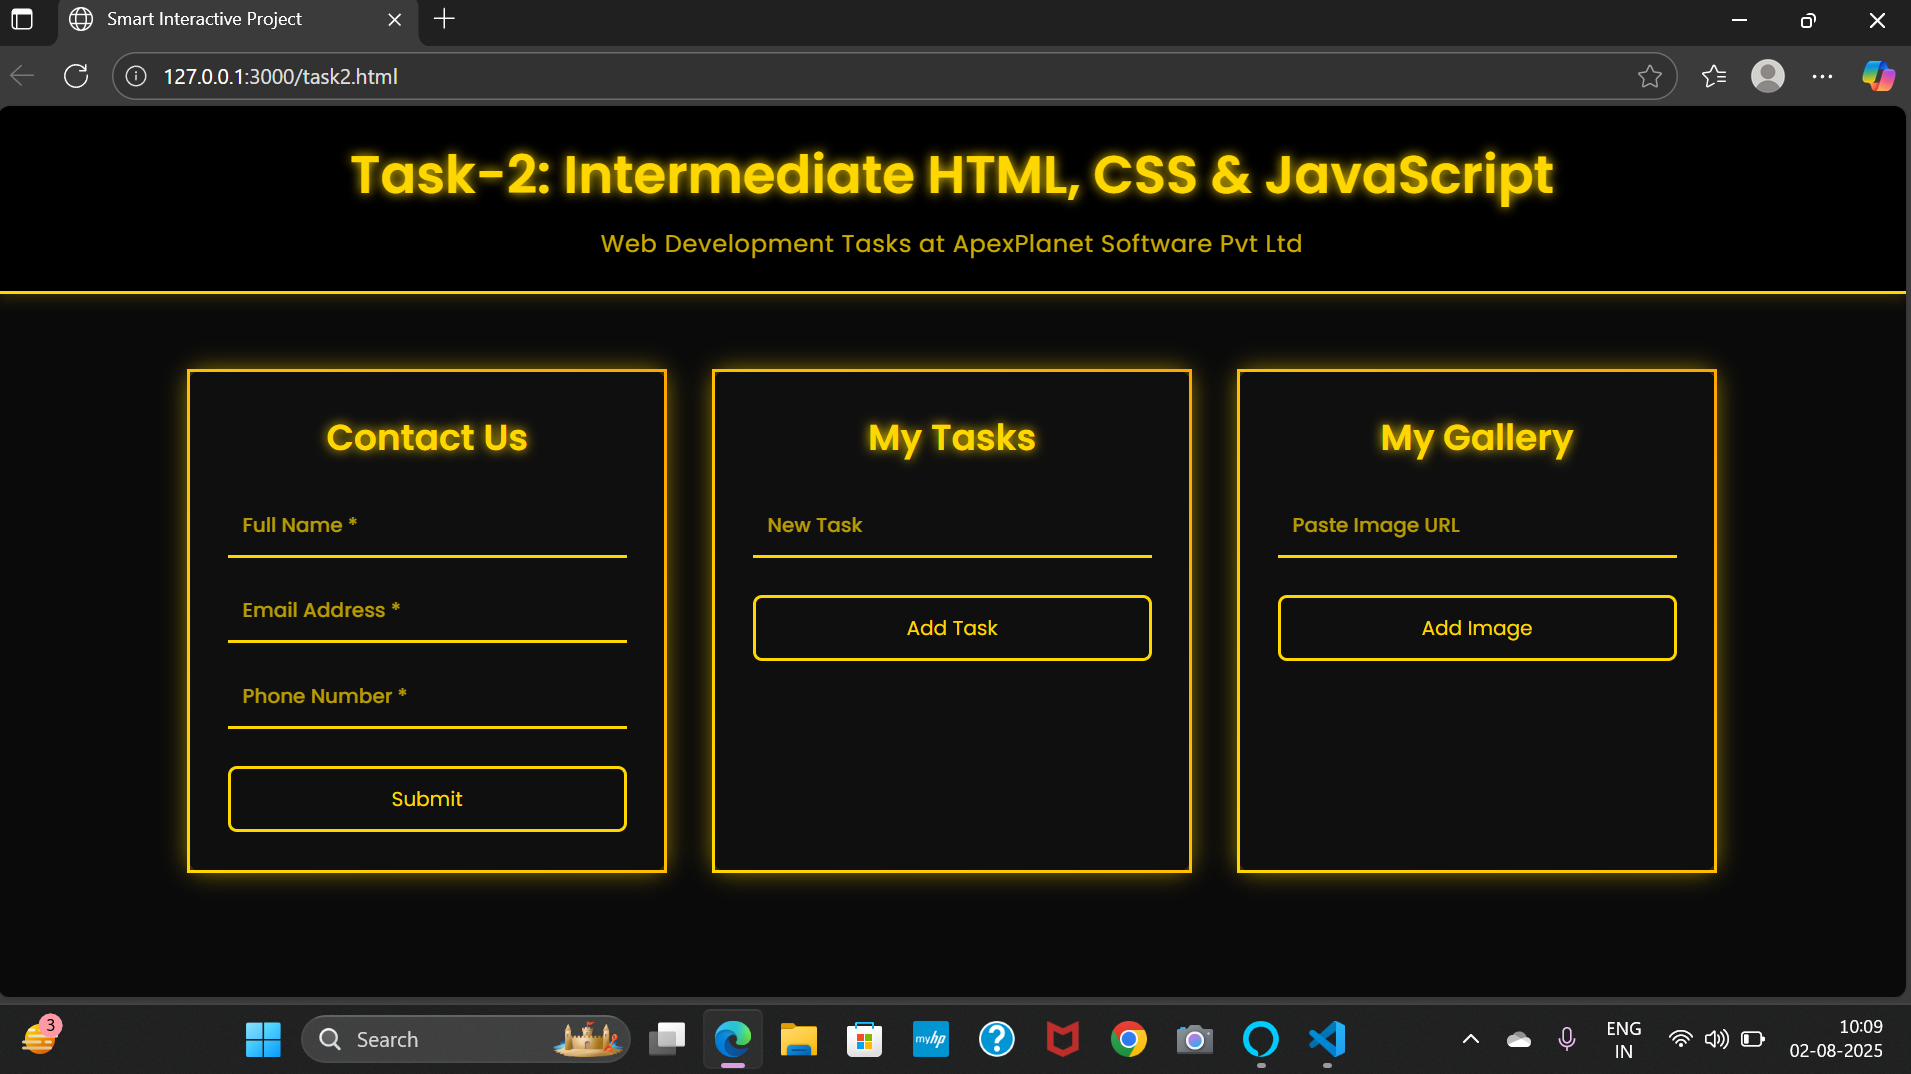 Smart Interactive Project
127.0.0.1:3000/task2.html
Task-2: Intermediate HTML, CSS & JavaScript
Web Development Tasks at ApexPlanet Software Pvt Ltd
Contact Us
Full Name *
Email Address *
Phone Number *
Submit
My Tasks
New Task
Add Task
My Gallery
Paste Image URL
Add Image
3
Search
myhp
ENG
IN
10:09
02-08-2025